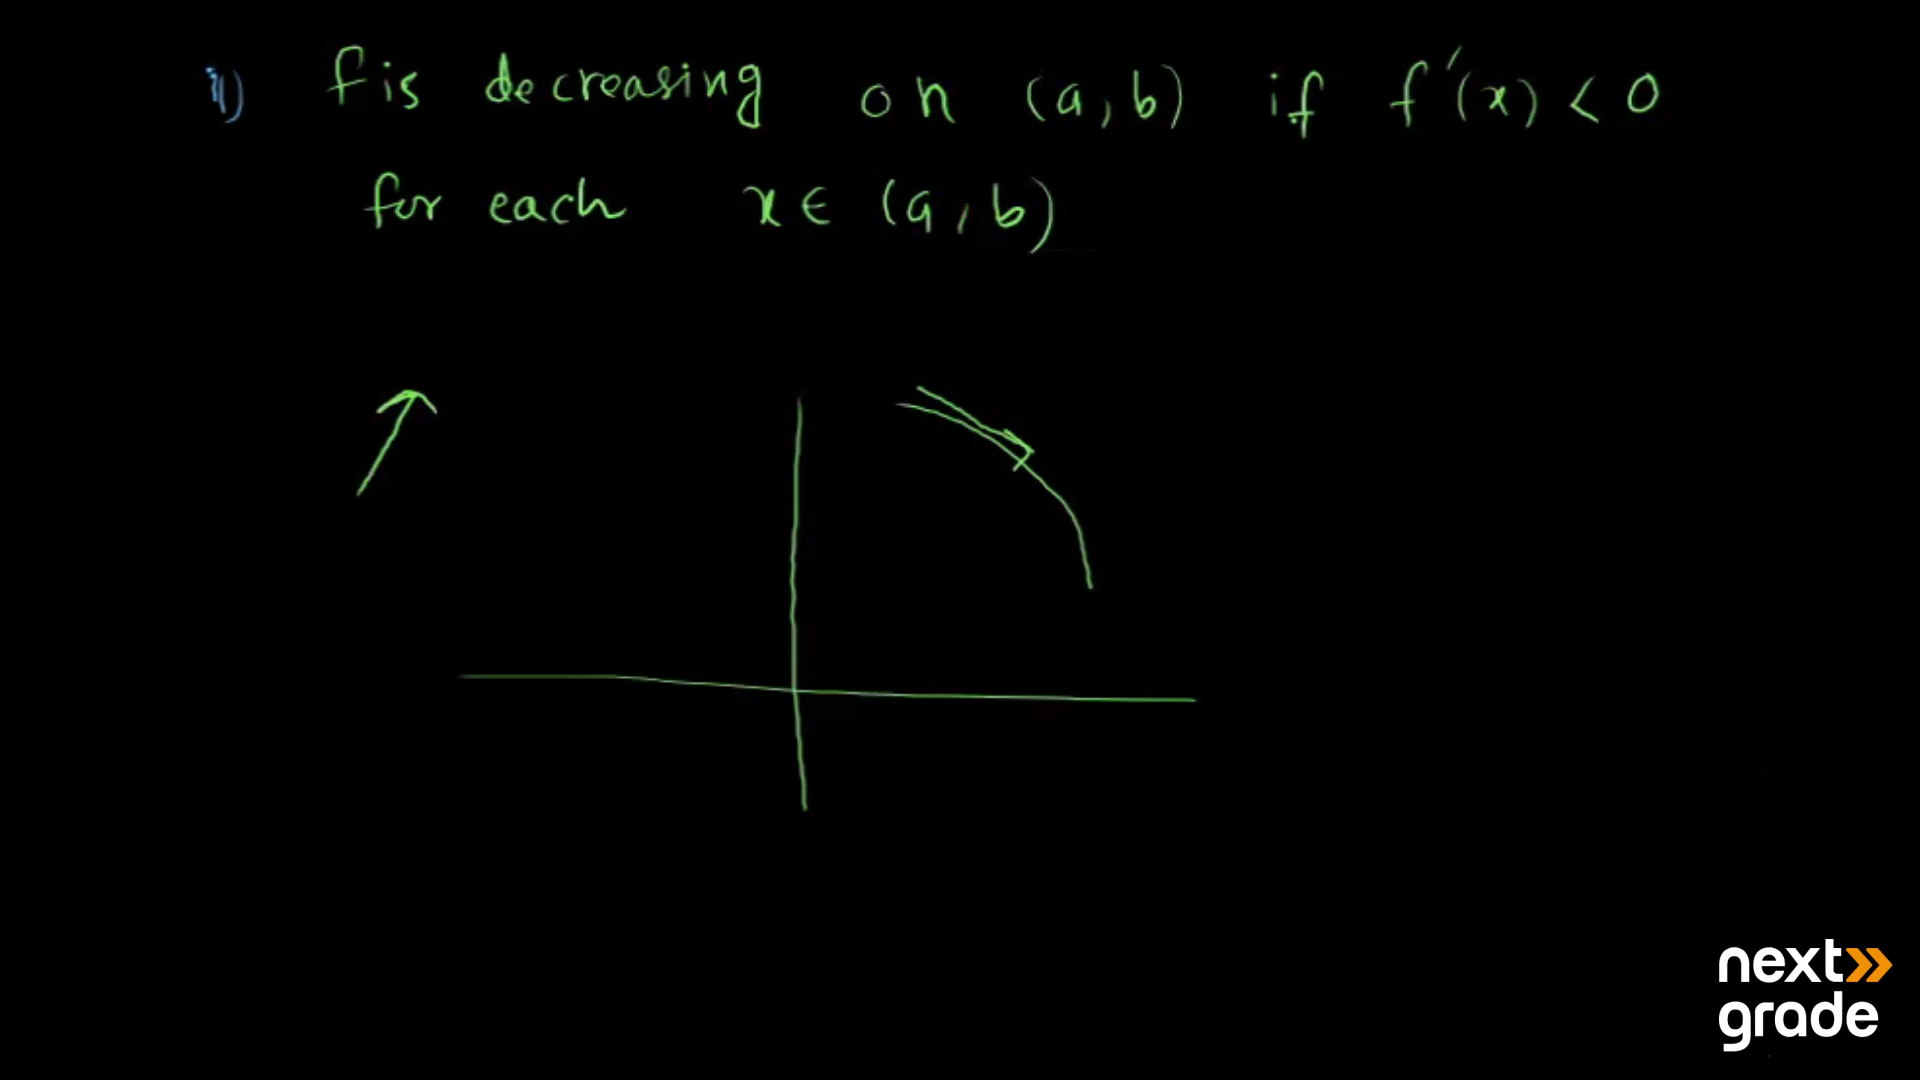 ii) f is decreasing on (a, b) if f'(x) < 0
for each x ∈ (a, b)
next
grade